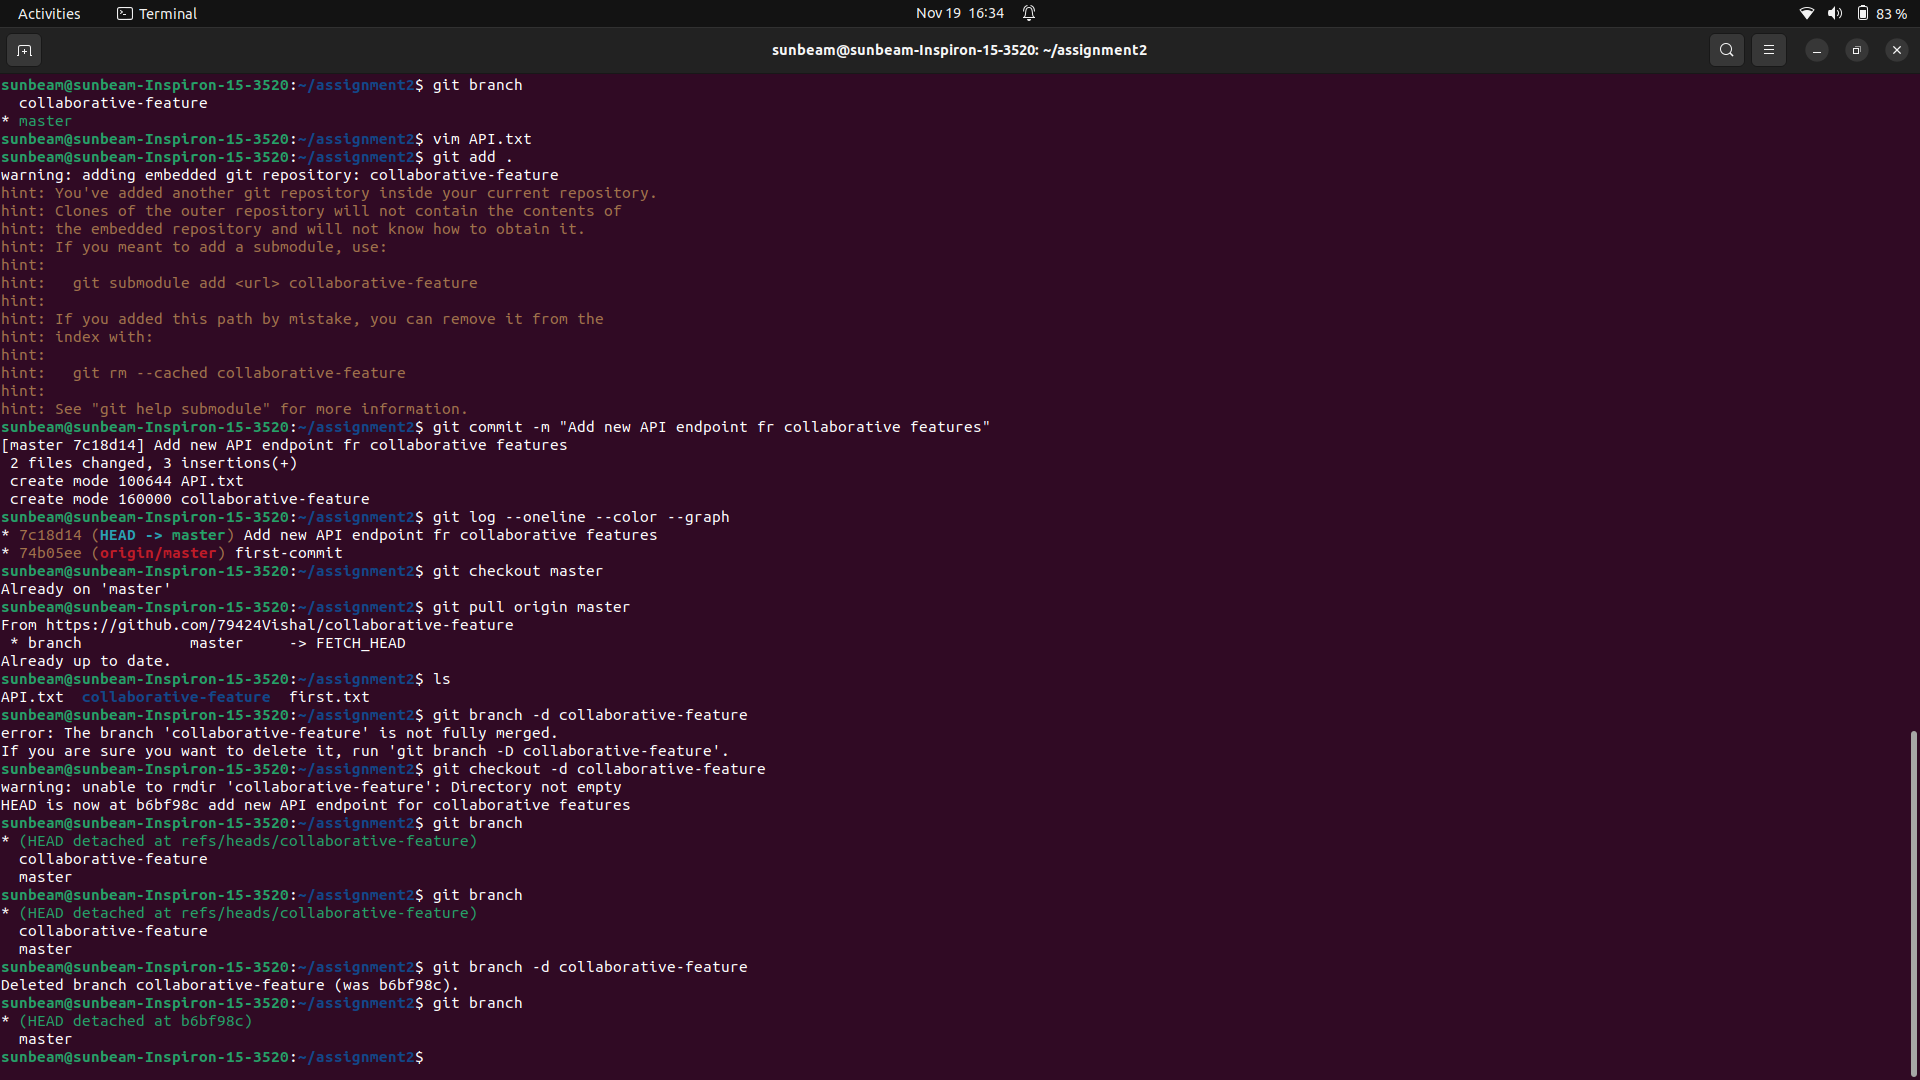 Activities
Terminal
Nov 19 16:34
83 %
sunbeam@sunbeam-Inspiron-15-3520: ~/assignment2
sunbeam@sunbeam-Inspiron-15-3520:~/assignment2$ git branch
  collaborative-feature
* master
sunbeam@sunbeam-Inspiron-15-3520:~/assignment2$ vim API.txt
sunbeam@sunbeam-Inspiron-15-3520:~/assignment2$ git add .
warning: adding embedded git repository: collaborative-feature
hint: You've added another git repository inside your current repository.
hint: Clones of the outer repository will not contain the contents of
hint: the embedded repository and will not know how to obtain it.
hint: If you meant to add a submodule, use:
hint:
hint:   git submodule add <url> collaborative-feature
hint:
hint: If you added this path by mistake, you can remove it from the
hint: index with:
hint:
hint:   git rm --cached collaborative-feature
hint:
hint: See "git help submodule" for more information.
sunbeam@sunbeam-Inspiron-15-3520:~/assignment2$ git commit -m "Add new API endpoint fr collaborative features"
[master 7c18d14] Add new API endpoint fr collaborative features
 2 files changed, 3 insertions(+)
 create mode 100644 API.txt
 create mode 160000 collaborative-feature
sunbeam@sunbeam-Inspiron-15-3520:~/assignment2$ git log --oneline --color --graph
* 7c18d14 (HEAD -> master) Add new API endpoint fr collaborative features
* 74b05ee (origin/master) first-commit
sunbeam@sunbeam-Inspiron-15-3520:~/assignment2$ git checkout master
Already on 'master'
sunbeam@sunbeam-Inspiron-15-3520:~/assignment2$ git pull origin master
From https://github.com/79424Vishal/collaborative-feature
 * branch            master     -> FETCH_HEAD
Already up to date.
sunbeam@sunbeam-Inspiron-15-3520:~/assignment2$ ls
API.txt  collaborative-feature  first.txt
sunbeam@sunbeam-Inspiron-15-3520:~/assignment2$ git branch -d collaborative-feature
error: The branch 'collaborative-feature' is not fully merged.
If you are sure you want to delete it, run 'git branch -D collaborative-feature'.
sunbeam@sunbeam-Inspiron-15-3520:~/assignment2$ git checkout -d collaborative-feature
warning: unable to rmdir 'collaborative-feature': Directory not empty
HEAD is now at b6bf98c add new API endpoint for collaborative features
sunbeam@sunbeam-Inspiron-15-3520:~/assignment2$ git branch
* (HEAD detached at refs/heads/collaborative-feature)
  collaborative-feature
  master
sunbeam@sunbeam-Inspiron-15-3520:~/assignment2$ git branch
* (HEAD detached at refs/heads/collaborative-feature)
  collaborative-feature
  master
sunbeam@sunbeam-Inspiron-15-3520:~/assignment2$ git branch -d collaborative-feature
Deleted branch collaborative-feature (was b6bf98c).
sunbeam@sunbeam-Inspiron-15-3520:~/assignment2$ git branch
* (HEAD detached at b6bf98c)
  master
sunbeam@sunbeam-Inspiron-15-3520:~/assignment2$